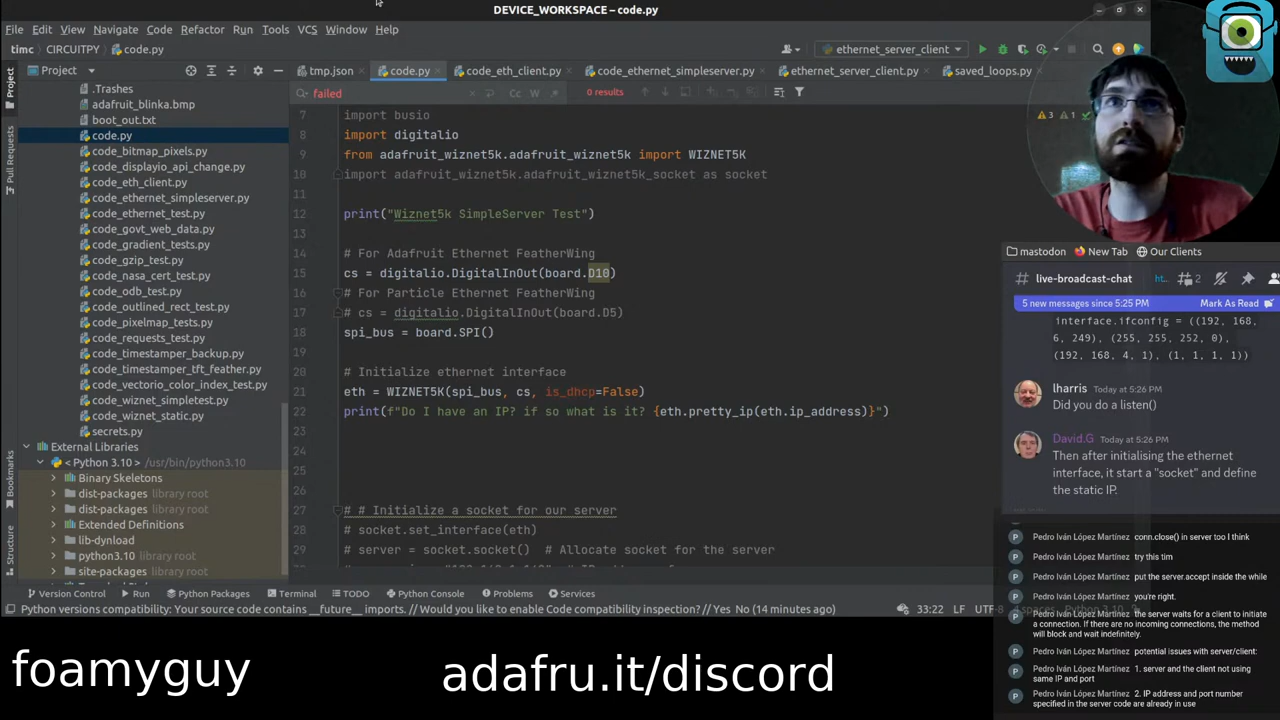 DEVICE_WORKSPACE – code.py
File Edit View Navigate Code Refactor Run Tools VCS Window Help
timc CIRCUITPY code.py
ethernet_server_client
Project
tmp.json code.py code_eth_client.py code_ethernet_simpleserver.py ethernet_server_client.py saved_loops.py
failed
Cc W .* 0 results
Project
Pull Requests
Bookmarks
Structure
.Trashes
adafruit_blinka.bmp
boot_out.txt
code.py
code_bitmap_pixels.py
code_displayio_api_change.py
code_eth_client.py
code_ethernet_simpleserver.py
code_ethernet_test.py
code_govt_web_data.py
code_gradient_tests.py
code_gzip_test.py
code_nasa_cert_test.py
code_odb_test.py
code_outlined_rect_test.py
code_pixelmap_tests.py
code_requests_test.py
code_timestamper_backup.py
code_timestamper_tft_feather.py
code_vectorio_color_index_test.py
code_wiznet_simpletest.py
code_wiznet_static.py
secrets.py
External Libraries
< Python 3.10 > /usr/bin/python3.10
Binary Skeletons
dist-packages library root
dist-packages library root
Extended Definitions
lib-dynload library root
python3.10 library root
site-packages library root
7 import busio
8 import digitalio
9 from adafruit_wiznet5k.adafruit_wiznet5k import WIZNET5K
10 import adafruit_wiznet5k.adafruit_wiznet5k_socket as socket
11
12 print("Wiznet5k SimpleServer Test")
13
14 # For Adafruit Ethernet FeatherWing
15 cs = digitalio.DigitalInOut(board.D10)
16 # For Particle Ethernet FeatherWing
17 # cs = digitalio.DigitalInOut(board.D5)
18 spi_bus = board.SPI()
19
20 # Initialize ethernet interface
21 eth = WIZNET5K(spi_bus, cs, is_dhcp=False)
22 print(f"Do I have an IP? if so what is it? {eth.pretty_ip(eth.ip_address)}")
23
24
25
26
27 # # Initialize a socket for our server
28 # socket.set_interface(eth)
29 # server = socket.socket() # Allocate socket for the server
3 1
Version Control Run Python Packages Terminal TODO Python Console Problems Services
Python versions compatibility: Your source code contains __future__ imports. // Would you like to enable Code compatibility inspection? // Yes // No (14 minutes ago)
33:22 LF UTF-8 4 spaces Python 3.10
mastodon New Tab Our Clients
# live-broadcast-chat ht... 2
5 new messages since 5:25 PM Mark As Read
interface.ifconfig = ((192, 168,
6, 249), (255, 255, 252, 0),
(192, 168, 4, 1), (1, 1, 1, 1))
lharris Today at 5:26 PM
Did you do a listen()
David.G Today at 5:26 PM
Then after initialising the ethernet
interface, it start a "socket" and define
the static IP.
P Pedro Iván López Martínez conn.close() in server too I think
P Pedro Iván López Martínez try this tim
P Pedro Iván López Martínez put the server.accept inside the while
P Pedro Iván López Martínez you're right.
P Pedro Iván López Martínez the server waits for a client to initiate
a connection. If there are no incoming connections, the method
will block and wait indefinitely.
P Pedro Iván López Martínez potential issues with server/client:
P Pedro Iván López Martínez 1. server and the client not using
same IP and port
P Pedro Iván López Martínez 2. IP address and port number
specified in the server code are already in use
foamyguy adafru.it/discord